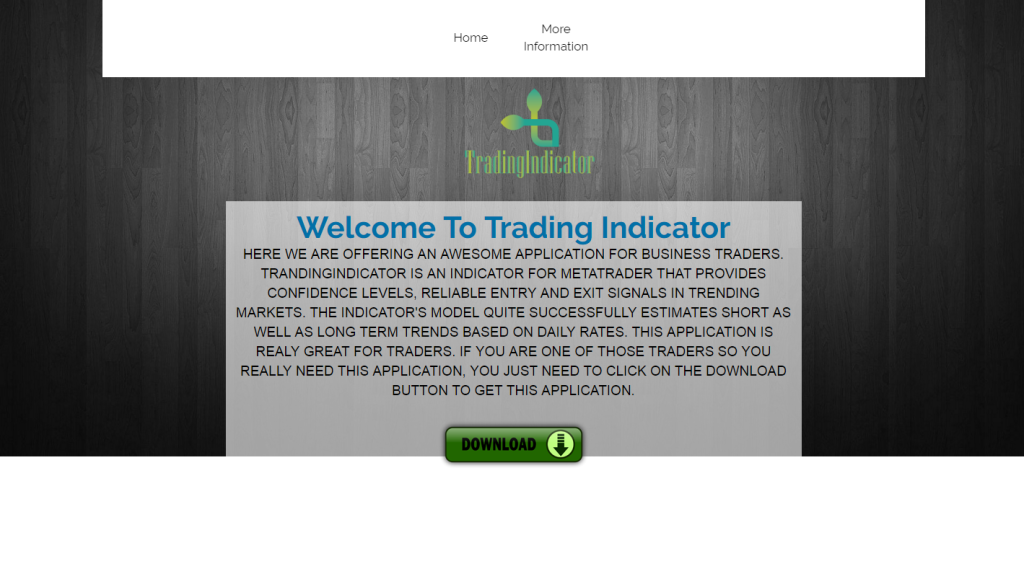 Home
More
Information
TradingIndicator
Welcome To Trading Indicator
HERE WE ARE OFFERING AN AWESOME APPLICATION FOR BUSINESS TRADERS.
TRANDINGINDICATOR IS AN INDICATOR FOR METATRADER THAT PROVIDES
CONFIDENCE LEVELS, RELIABLE ENTRY AND EXIT SIGNALS IN TRENDING
MARKETS. THE INDICATOR'S MODEL QUITE SUCCESSFULLY ESTIMATES SHORT AS
WELL AS LONG TERM TRENDS BASED ON DAILY RATES. THIS APPLICATION IS
REALY GREAT FOR TRADERS. IF YOU ARE ONE OF THOSE TRADERS SO YOU
REALLY NEED THIS APPLICATION, YOU JUST NEED TO CLICK ON THE DOWNLOAD
BUTTON TO GET THIS APPLICATION.
DOWNLOAD